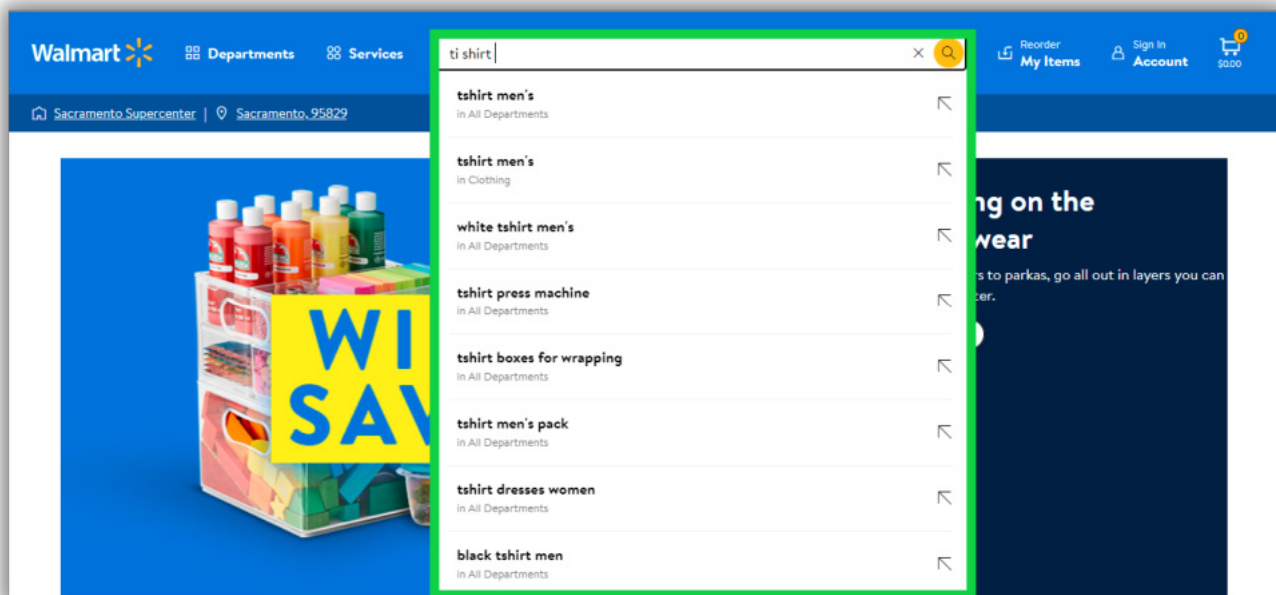 Walmart
Departments
Services
ti shirt
Reorder
My Items
Sign In
Account
0
$0.00
Sacramento Supercenter | Sacramento, 95829
tshirt men's
in All Departments
tshirt men's
in Clothing
white tshirt men's
in All Departments
tshirt press machine
in All Departments
tshirt boxes for wrapping
in All Departments
tshirt men's pack
in All Departments
tshirt dresses women
in All Departments
black tshirt men
in All Departments
WI
SAV
ng on the
wear
rs to parkas, go all out in layers you can
ter.